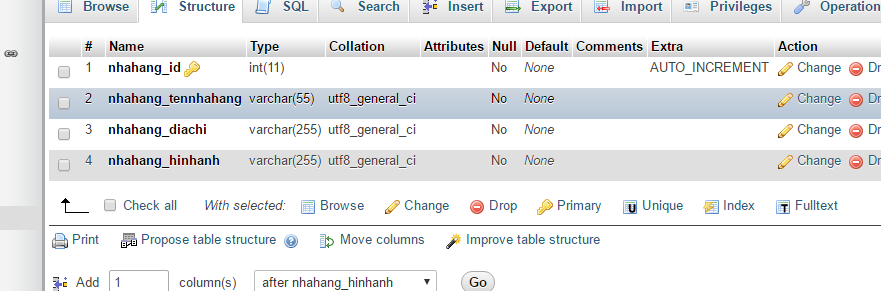 Browse Structure SQL Search Insert Export Import Privileges Operation
# Name Type Collation Attributes Null Default Comments Extra Action
1 nhahang_id int(11) No None AUTO_INCREMENT Change Dr
2 nhahang_tennhahang varchar(55) utf8_general_ci No None Change Dr
3 nhahang_diachi varchar(255) utf8_general_ci No None Change Dr
4 nhahang_hinhanh varchar(255) utf8_general_ci No None Change Dr
Check all With selected: Browse Change Drop Primary Unique Index Fulltext
Print Propose table structure Move columns Improve table structure
Add 1 column(s) after nhahang_hinhanh Go